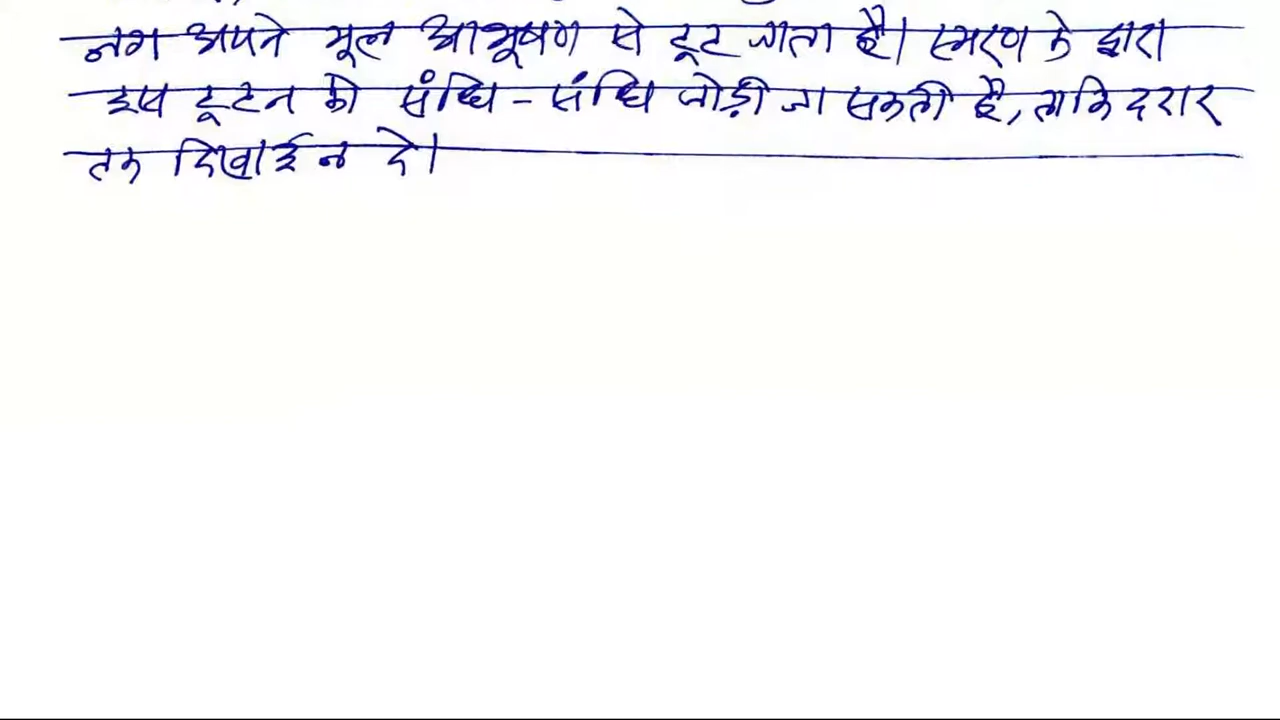 नग अपने मूल आभूषण से टूट जाता है। स्मरण के द्वारा
इस टूटन को संधि - संधि जोड़ी जा सकती है, ताकि दरार
तक दिखाई न दे।